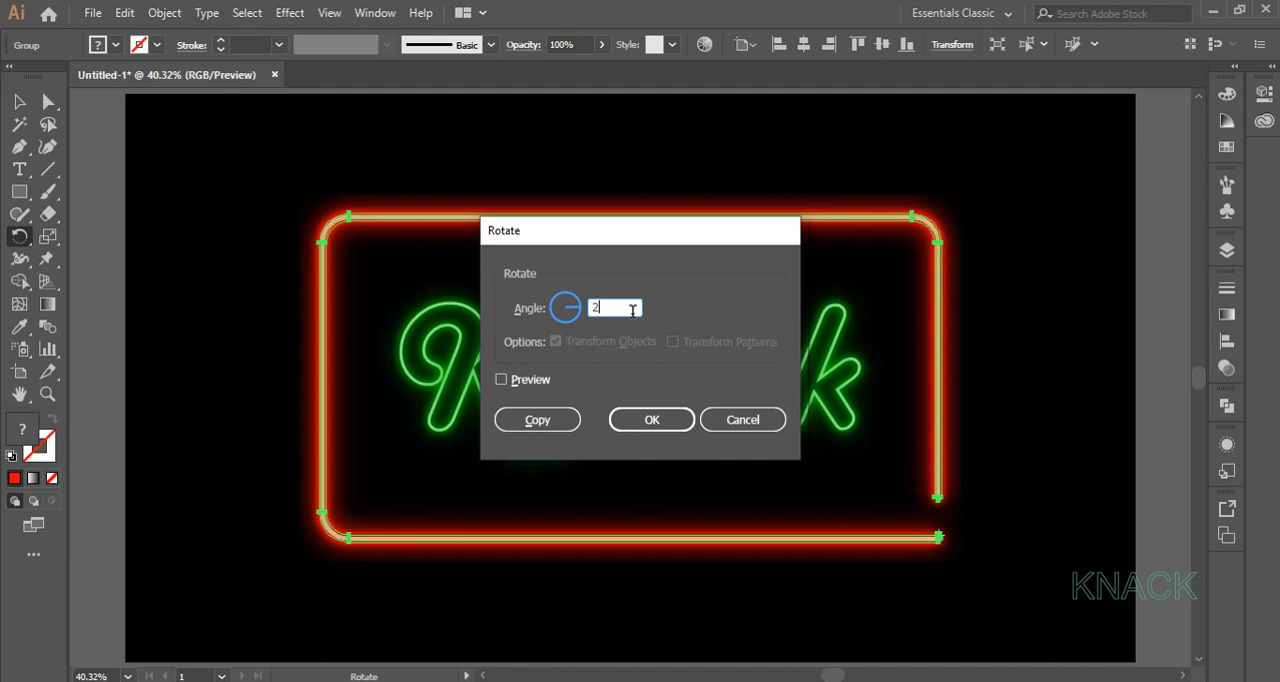 Ai File Edit Object Type Select Effect View Window Help Essentials Classic Search Adobe Stock
Group ? Stroke: Basic Opacity: 100% Style: Transform
Untitled-1* @ 40.32% (RGB/Preview) ×
Rotate
Rotate
Angle: 2
Options: Transform Objects Transform Patterns
Preview
Copy OK Cancel
k
?
KNACK
40.32% 1 Rotate